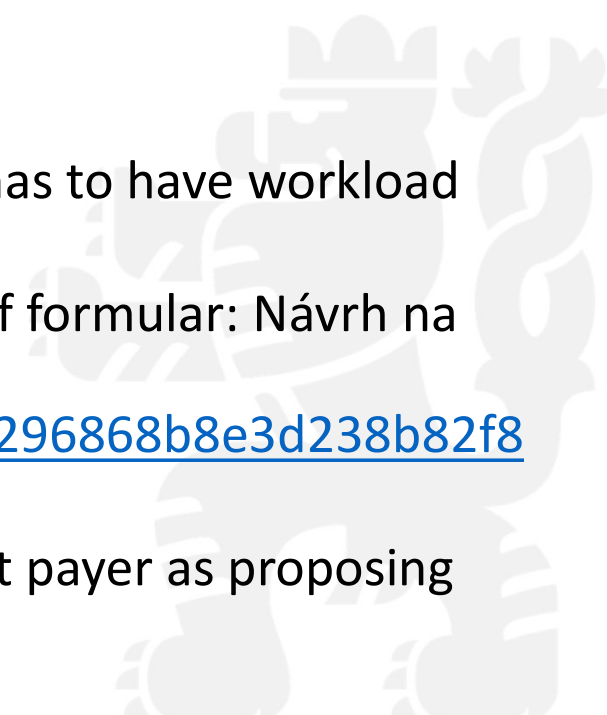 as to have workload
formular: Návrh na
296868b8e3d238b82f8
t payer as proposing